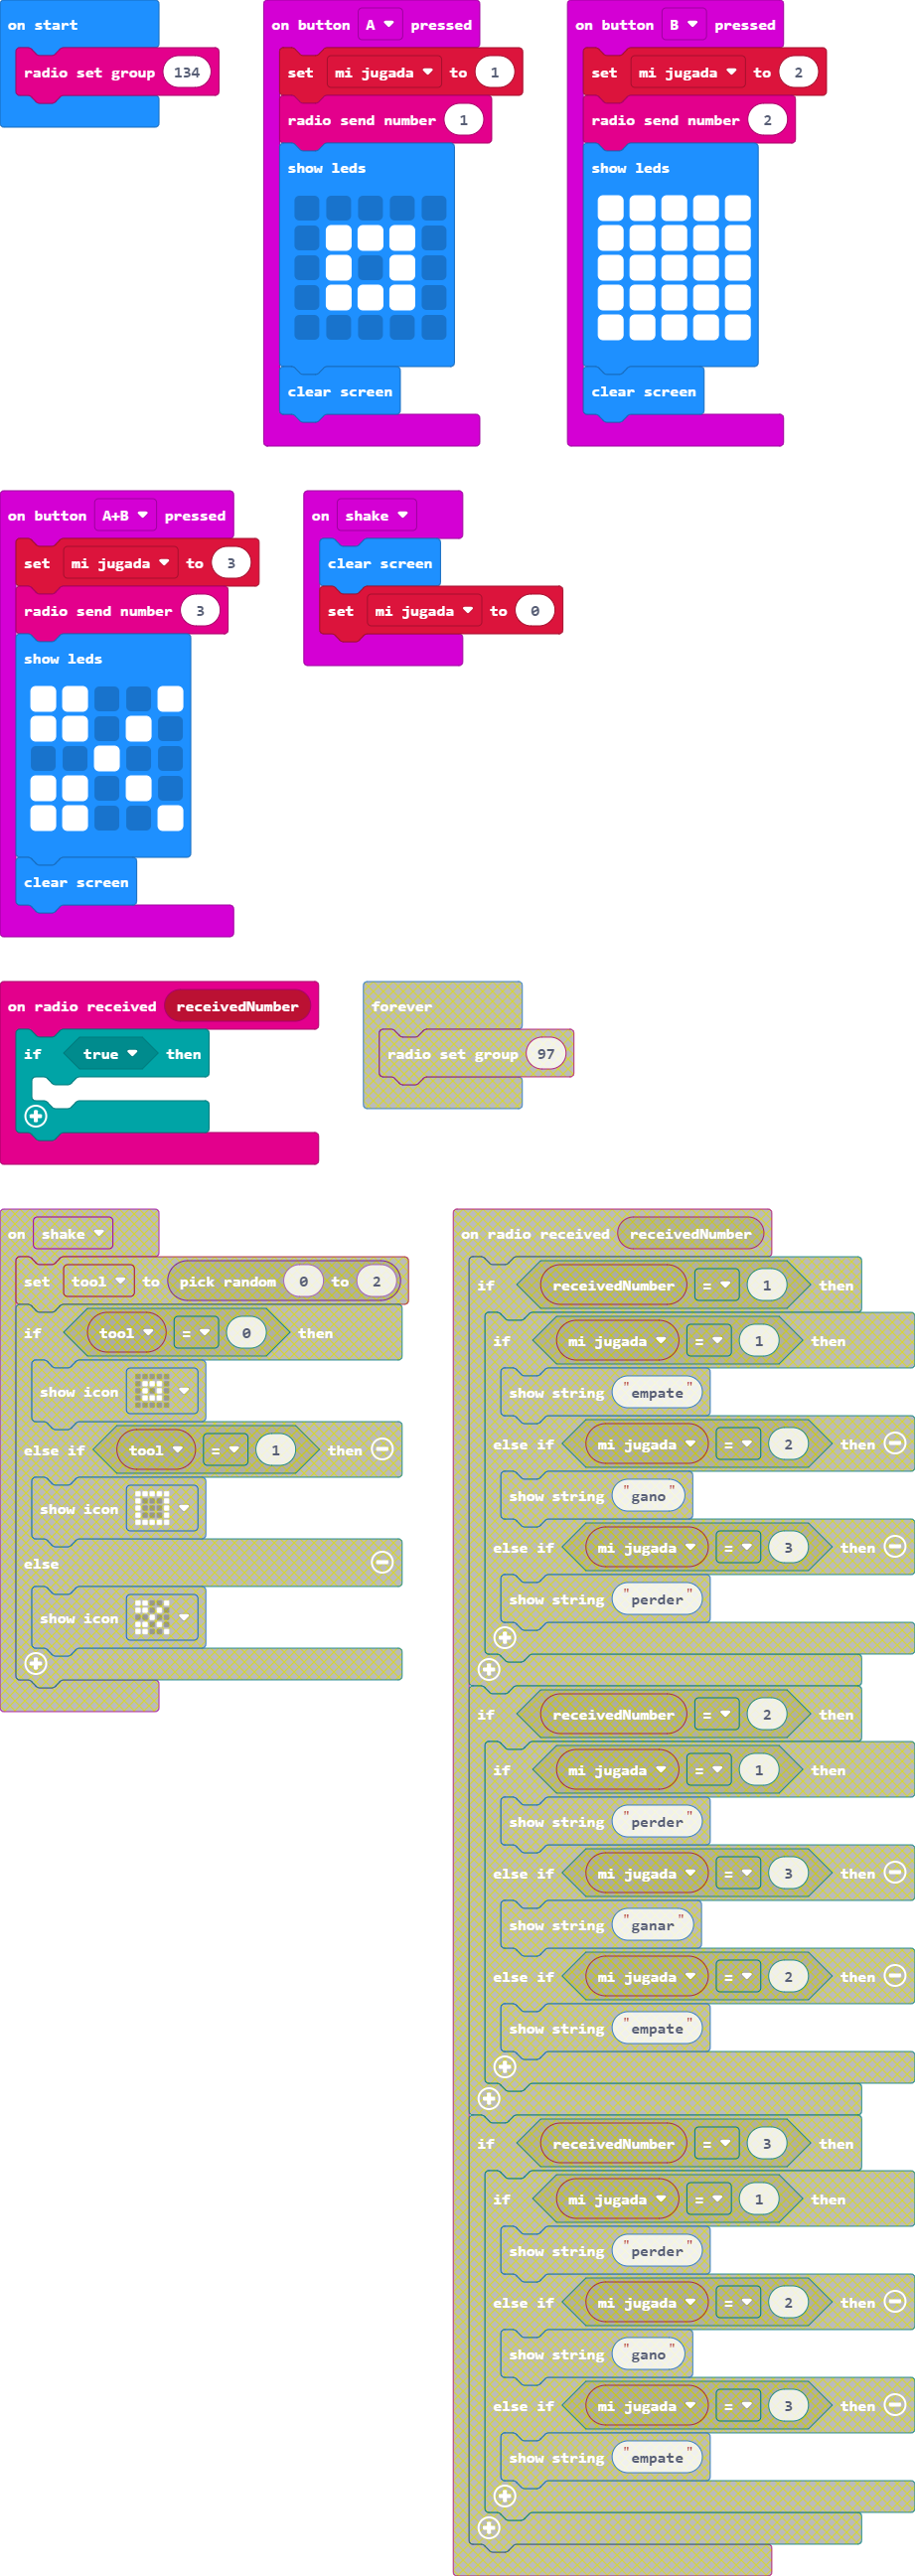 on start
radio set group 134
on button A pressed
set mi jugada to 1
radio send number 1
show leds
clear screen
on button B pressed
set mi jugada to 2
radio send number 2
show leds
clear screen
on button A+B pressed
set mi jugada to 3
radio send number 3
show leds
clear screen
on shake
clear screen
set mi jugada to 0
on radio received receivedNumber
if true then
forever
radio set group 97
on shake
set tool to pick random 0 to 2
if tool = 0 then
show icon
else if tool = 1 then
show icon
else
show icon
on radio received receivedNumber
if receivedNumber = 1 then
if mi jugada = 1 then
show string "empate"
else if mi jugada = 2 then
show string "gano"
else if mi jugada = 3 then
show string "perder"
if receivedNumber = 2 then
if mi jugada = 1 then
show string "perder"
else if mi jugada = 3 then
show string "ganar"
else if mi jugada = 2 then
show string "empate"
if receivedNumber = 3 then
if mi jugada = 1 then
show string "perder"
else if mi jugada = 2 then
show string "gano"
else if mi jugada = 3 then
show string "empate"